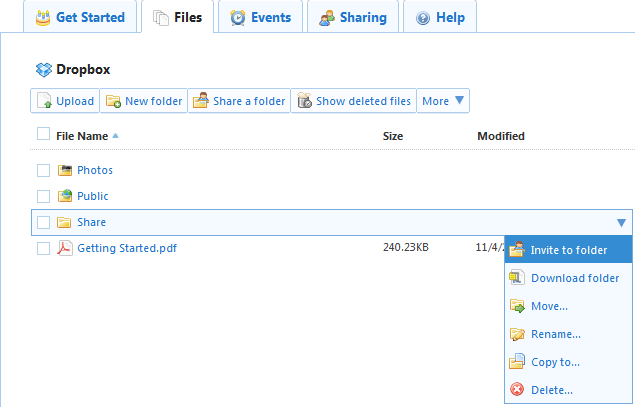 Get Started Files Events Sharing Help
Dropbox
Upload New folder Share a folder Show deleted files More
File Name Size Modified
Photos
Public
Share
Getting Started.pdf 240.23KB 11/4/
Invite to folder
Download folder
Move...
Rename...
Copy to...
Delete...